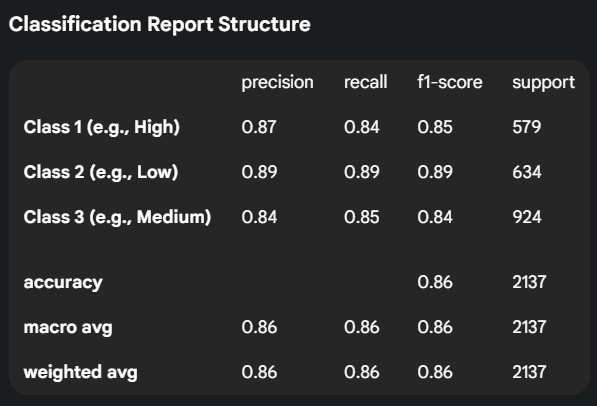 Classification Report Structure
precision recall f1-score support
Class 1 (e.g., High) 0.87 0.84 0.85 579
Class 2 (e.g., Low) 0.89 0.89 0.89 634
Class 3 (e.g., Medium) 0.84 0.85 0.84 924
accuracy 0.86 2137
macro avg 0.86 0.86 0.86 2137
weighted avg 0.86 0.86 0.86 2137